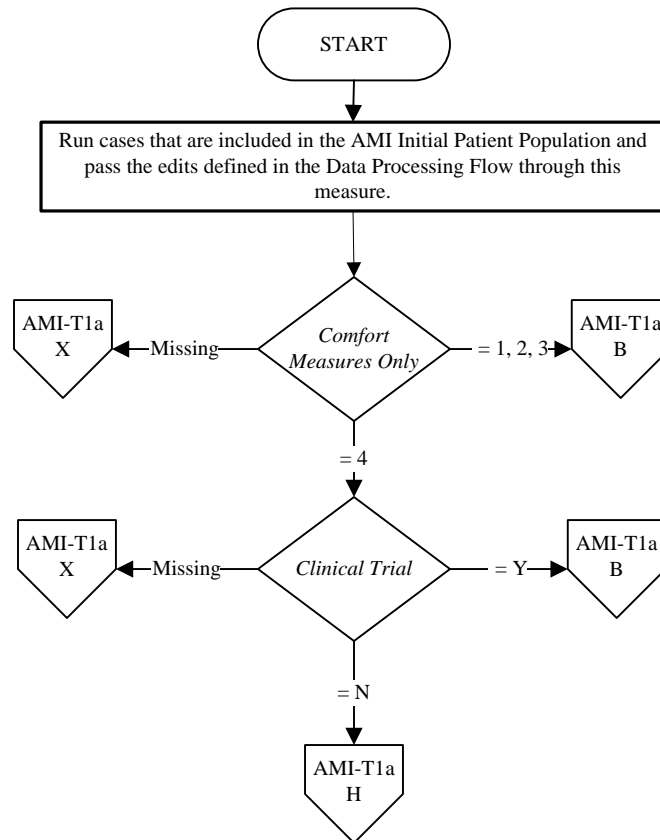 START
Run cases that are included in the AMI Initial Patient Population and
pass the edits defined in the Data Processing Flow through this
measure.
AMI-T1a
X
Missing
Comfort
Measures Only
= 1, 2, 3
AMI-T1a
B
= 4
AMI-T1a
X
Missing
Clinical Trial
= Y
AMI-T1a
B
= N
AMI-T1a
H